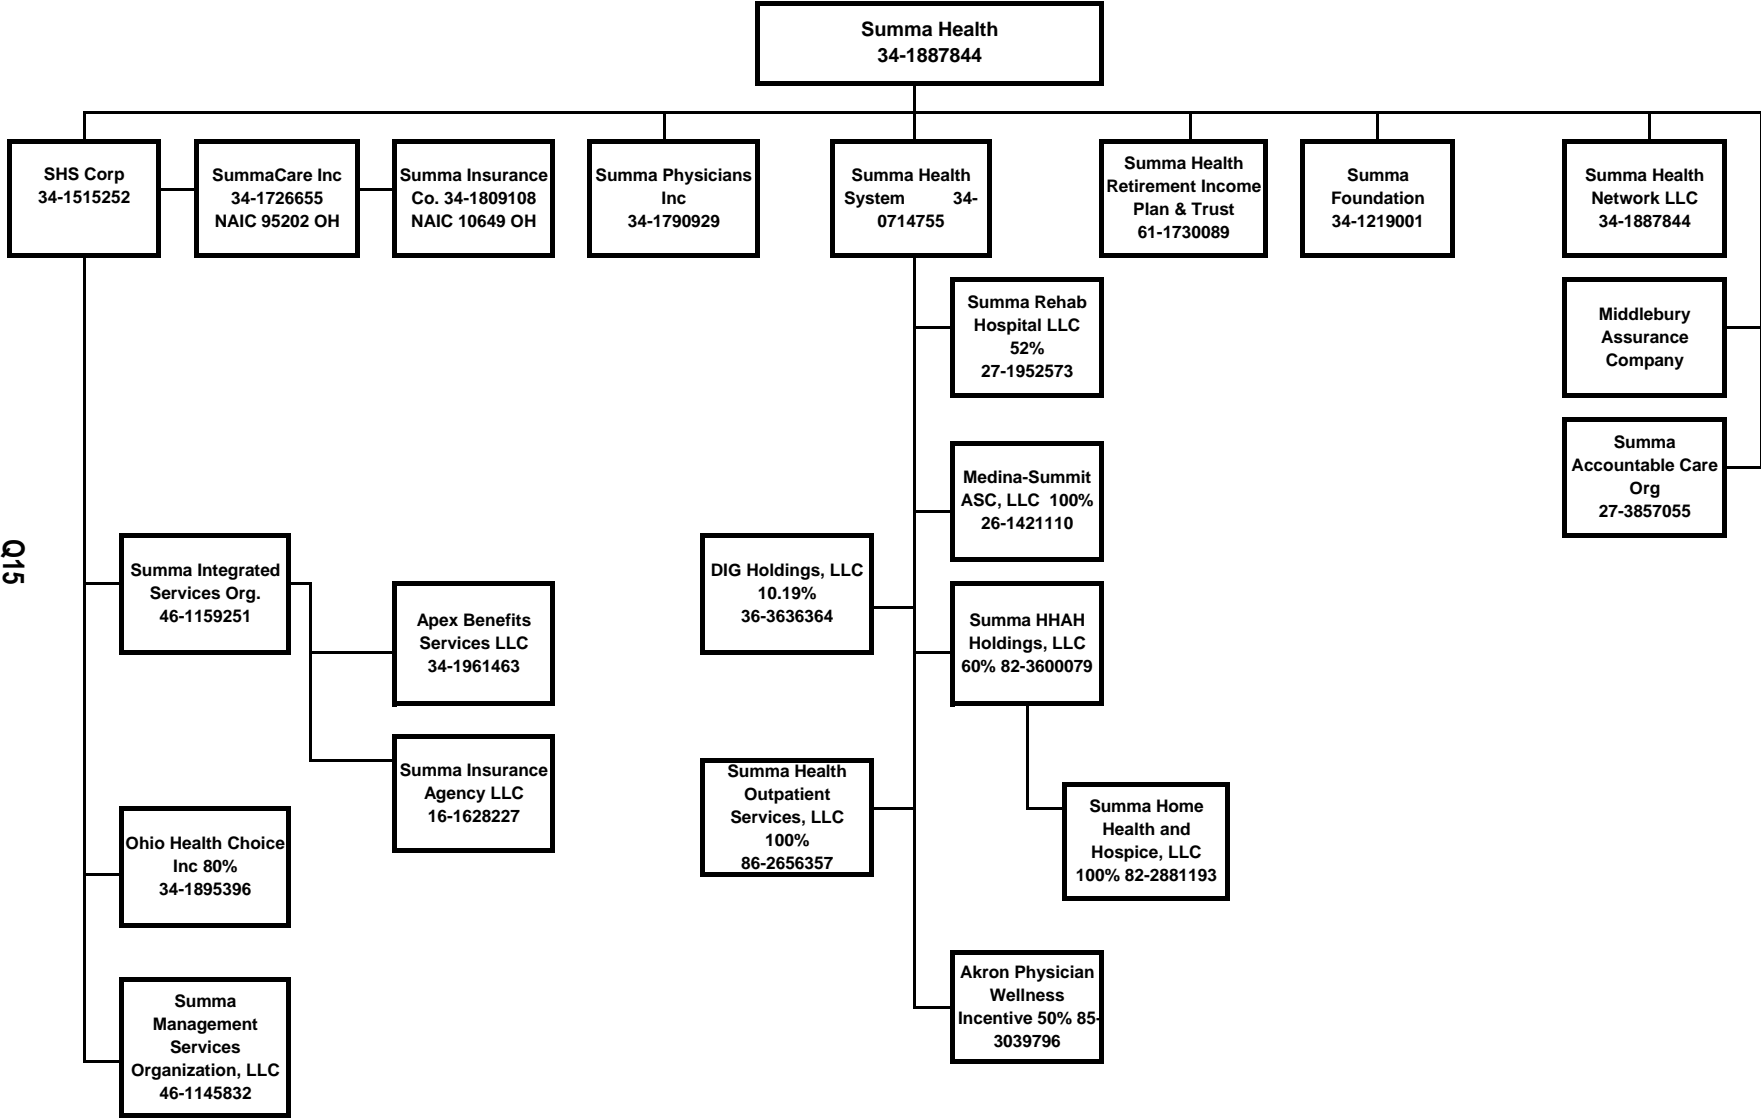 Summa Health
34-1887844
SHS Corp
34-1515252
SummaCare Inc
34-1726655
NAIC 95202 OH
Summa Insurance
Co. 34-1809108
NAIC 10649 OH
Summa Physicians
Inc
34-1790929
Summa Health
System 34-
0714755
Summa Health
Retirement Income
Plan & Trust
61-1730089
Summa
Foundation
34-1219001
Summa Health
Network LLC
34-1887844
Summa Rehab
Hospital LLC
52%
27-1952573
Middlebury
Assurance
Company
Medina-Summit
ASC, LLC 100%
26-1421110
Summa
Accountable Care
Org
27-3857055
Q15
Summa Integrated
Services Org.
46-1159251
Apex Benefits
Services LLC
34-1961463
DIG Holdings, LLC
10.19%
36-3636364
Summa HHAH
Holdings, LLC
60% 82-3600079
Summa Insurance
Agency LLC
16-1628227
Summa Health
Outpatient
Services, LLC
100%
86-2656357
Summa Home
Health and
Hospice, LLC
100% 82-2881193
Ohio Health Choice
Inc 80%
34-1895396
Akron Physician
Wellness
Incentive 50% 85-
3039796
Summa
Management
Services
Organization, LLC
46-1145832